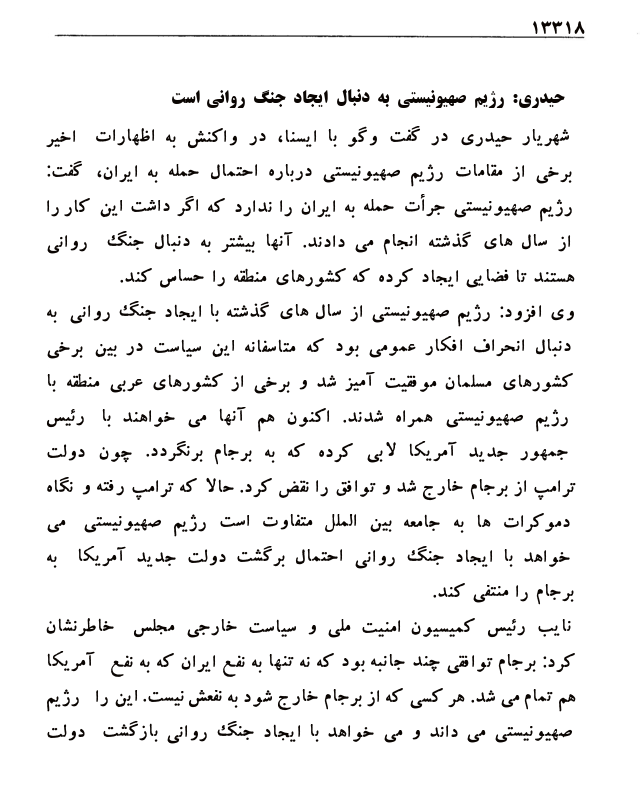 ۱۳۳۱۸
حیدری: رژیم صهیونیستی به دنبال ایجاد جنگ روانی است
شهریار حیدری در گفت وگو با ایسنا، در واکنش به اظهارات اخیر
برخی از مقامات رژیم صهیونیستی درباره احتمال حمله به ایران، گفت:
رژیم صهیونیستی جرأت حمله به ایران را ندارد که اگر داشت این کار را
از سال های گذشته انجام می دادند. آنها بیشتر به دنبال جنگ روانی
هستند تا فضایی ایجاد کرده که کشورهای منطقه را حساس کند.
وی افزود: رژیم صهیونیستی از سال های گذشته با ایجاد جنگ روانی به
دنبال انحراف افکار عمومی بود که متاسفانه این سیاست در بین برخی
کشورهای مسلمان موفقیت آمیز شد و برخی از کشورهای عربی منطقه با
رژیم صهیونیستی همراه شدند. اکنون هم آنها می خواهند با رئیس
جمهور جدید آمریکا لابی کرده که به برجام برنگردد. چون دولت
ترامپ از برجام خارج شد و توافق را نقض کرد. حالا که ترامپ رفته و نگاه
دموکرات ها به جامعه بین الملل متفاوت است رژیم صهیونیستی می
خواهد با ایجاد جنگ روانی احتمال برگشت دولت جدید آمریکا به
برجام را منتفی کند.
نایب رئیس کمیسیون امنیت ملی و سیاست خارجی مجلس خاطرنشان
کرد: برجام توافقی چند جانبه بود که نه تنها به نفع ایران که به نفع آمریکا
هم تمام می شد. هر کسی که از برجام خارج شود به نفعش نیست. این را رژیم
صهیونیستی می داند و می خواهد با ایجاد جنگ روانی بازگشت دولت